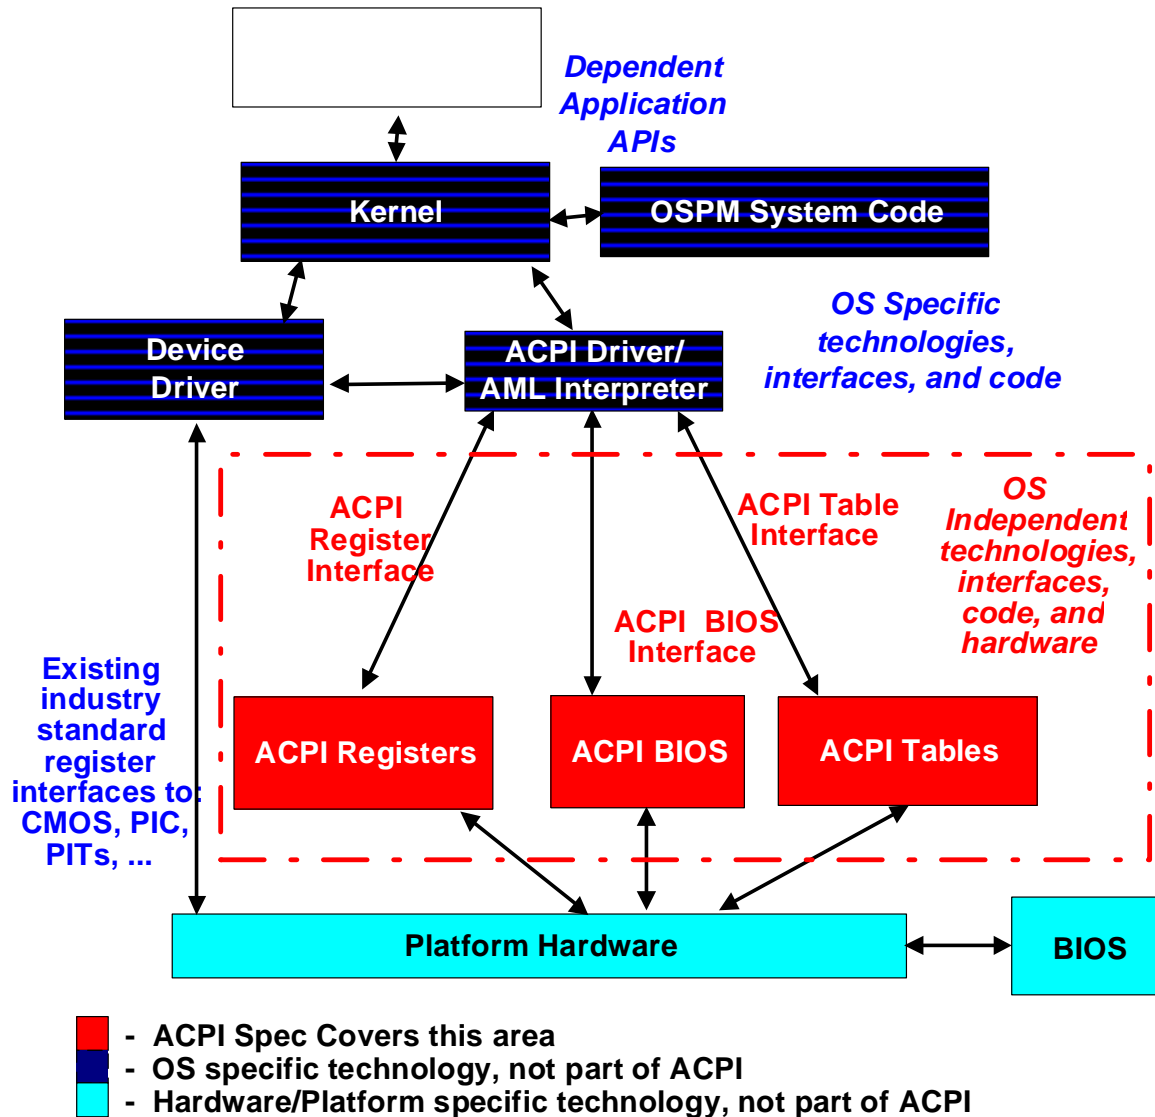 Dependent
Application
APIs
Kernel
OSPM System Code
OS Specific
technologies,
interfaces, and code
Device
Driver
ACPI Driver/
AML Interpreter
ACPI
Register
Interface
ACPI Table
Interface
OS
Independent
technologies,
interfaces,
code, and
hardware
ACPI BIOS
Interface
Existing
industry
standard
register
interfaces to:
CMOS, PIC,
PITs, ...
ACPI Registers
ACPI BIOS
ACPI Tables
Platform Hardware
BIOS
- ACPI Spec Covers this area
- OS specific technology, not part of ACPI
- Hardware/Platform specific technology, not part of ACPI